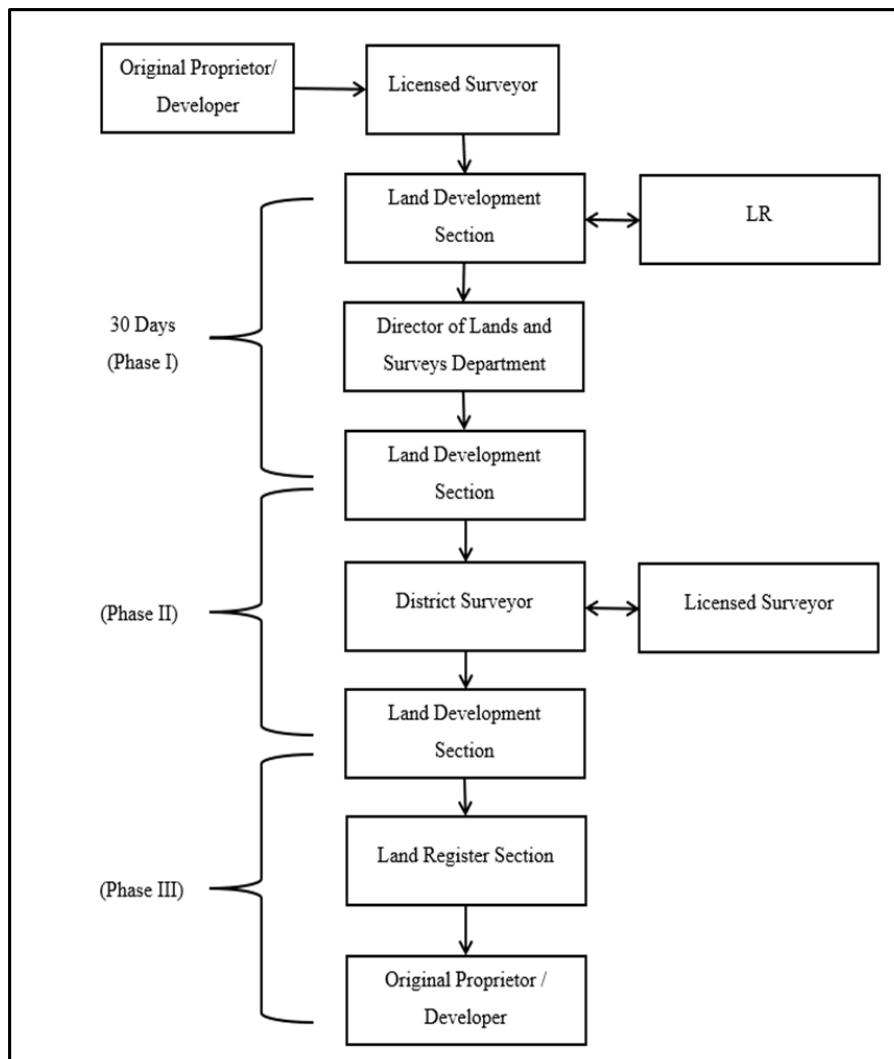 Original Proprietor/
Developer
Licensed Surveyor
Land Development
Section
LR
30 Days
(Phase I)
Director of Lands and
Surveys Department
Land Development
Section
(Phase II)
District Surveyor
Licensed Surveyor
Land Development
Section
Land Register Section
(Phase III)
Original Proprietor /
Developer